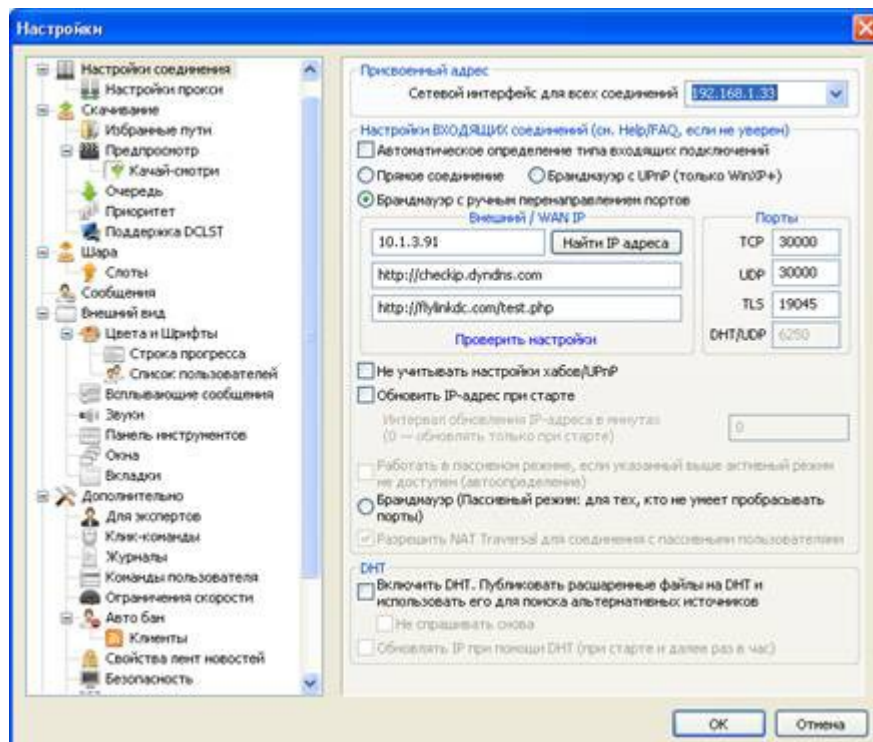 Настройки
Настройки соединения
Настройки прокси
Скачивание
Избранные пути
Предпросмотр
Качай-смотри
Очередь
Приоритет
Поддержка DCLST
Шара
Слоты
Сообщения
Внешний вид
Цвета и Шрифты
Строка прогресса
Список пользователей
Всплывающие сообщения
Звуки
Панель инструментов
Окна
Вкладки
Дополнительно
Для экспертов
Клик-команды
Журналы
Команды пользователя
Ограничения скорости
Авто бан
Клиенты
Свойства лент новостей
Безопасность
Присвоенный адрес
Сетевой интерфейс для всех соединений 192.168.1.33
Настройки ВХОДЯЩИХ соединений (см. Help/FAQ, если не уверен)
Автоматическое определение типа входящих подключений
Прямое соединение Брандмауэр с UPnP (только WinXP+)
Брандмауэр с ручным перенаправлением портов
Внешний / WAN IP
10.1.3.91 Найти IP адреса
http://checkip.dyndns.com
http://flylinkdc.com/test.php
Проверить настройки
Порты
TCP 30000
UDP 30000
TLS 19045
DHT/UDP 6250
Не учитывать настройки хабов/UPnP
Обновить IP-адрес при старте
Интервал обновления IP-адреса в минутах
(0 — обновлять только при старте) 0
Работать в пассивном режиме, если указанный выше активный режим
не доступен (автоопределение)
Брандмауэр (Пассивный режим: для тех, кто не умеет пробрасывать
порты)
Разрешить NAT Traversal для соединения с пассивными пользователями
DHT
Включить DHT. Публиковать расшаренные файлы на DHT и
использовать его для поиска альтернативных источников
Не спрашивать снова
Обновлять IP при помощи DHT (при старте и далее раз в час)
OK Отмена